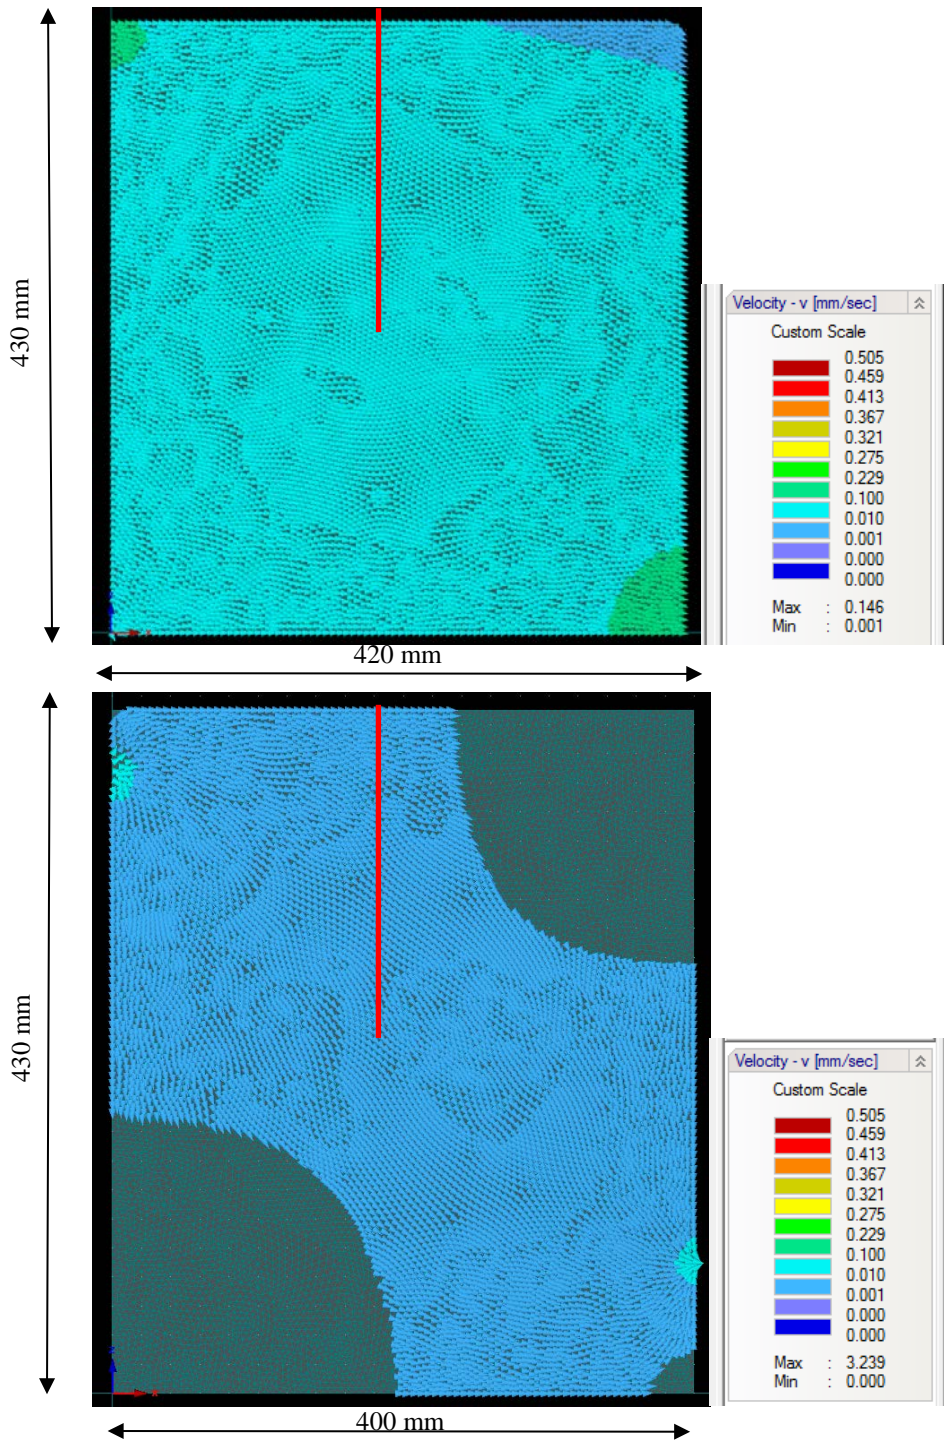 430 mm
Velocity - v [mm/sec]
Custom Scale
0.505
0.459
0.413
0.367
0.321
0.275
0.229
0.100
0.010
0.001
0.000
0.000
Max : 0.146
Min : 0.001
420 mm
430 mm
Velocity - v [mm/sec]
Custom Scale
0.505
0.459
0.413
0.367
0.321
0.275
0.229
0.100
0.010
0.001
0.000
0.000
Max : 3.239
Min : 0.000
400 mm